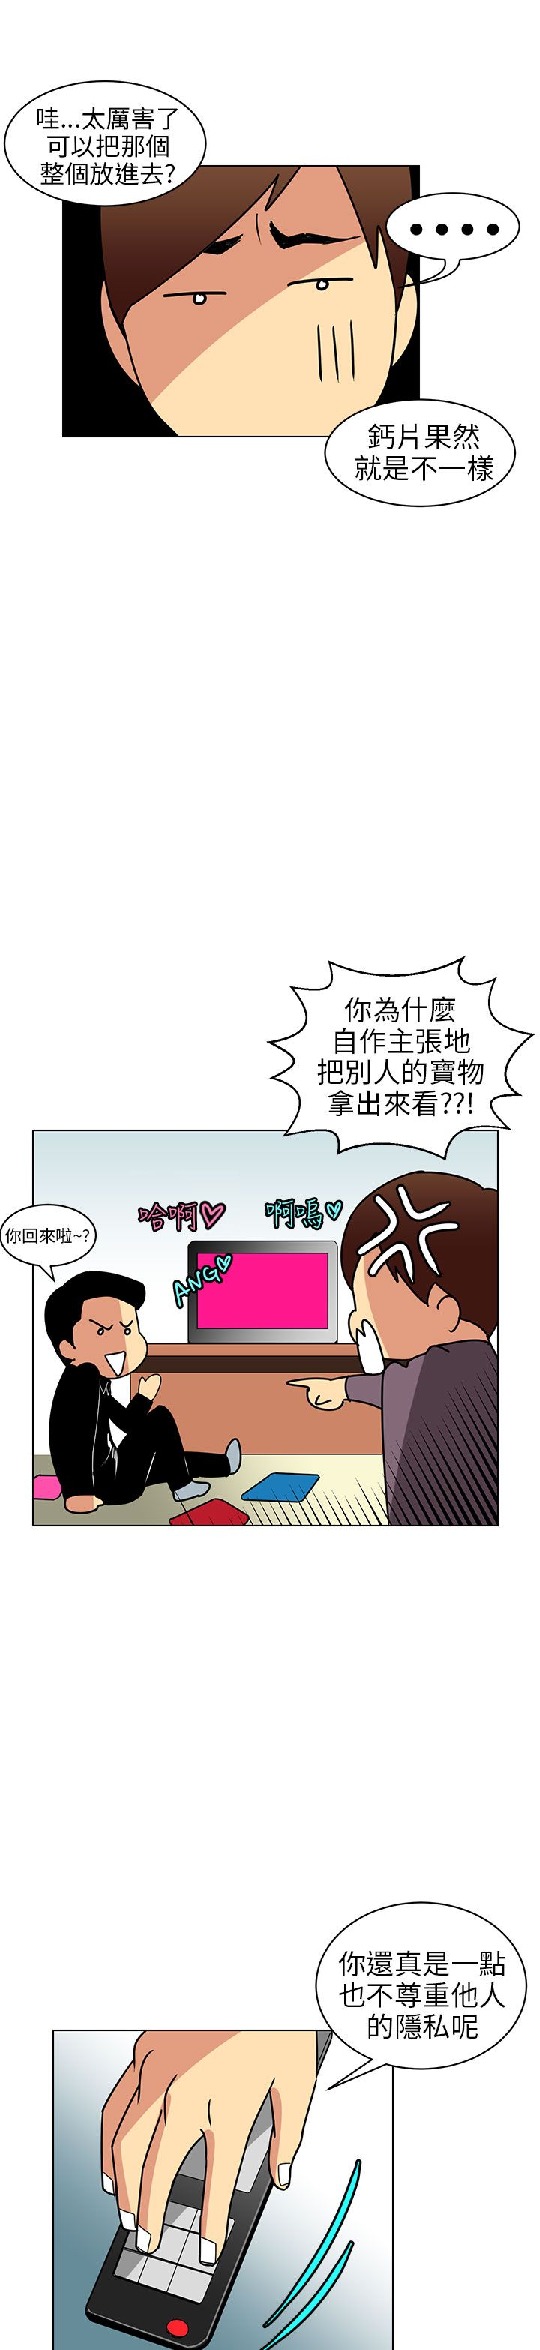 哇...太厲害了
可以把那個
整個放進去?
••••
鈣片果然
就是不一樣
你為什麼
自作主張地
把別人的寶物
拿出來看??!
你回來啦~?
哈啊♡
啊嗚♡
ANG♡
你還真是一點
也不尊重他人
的隱私呢